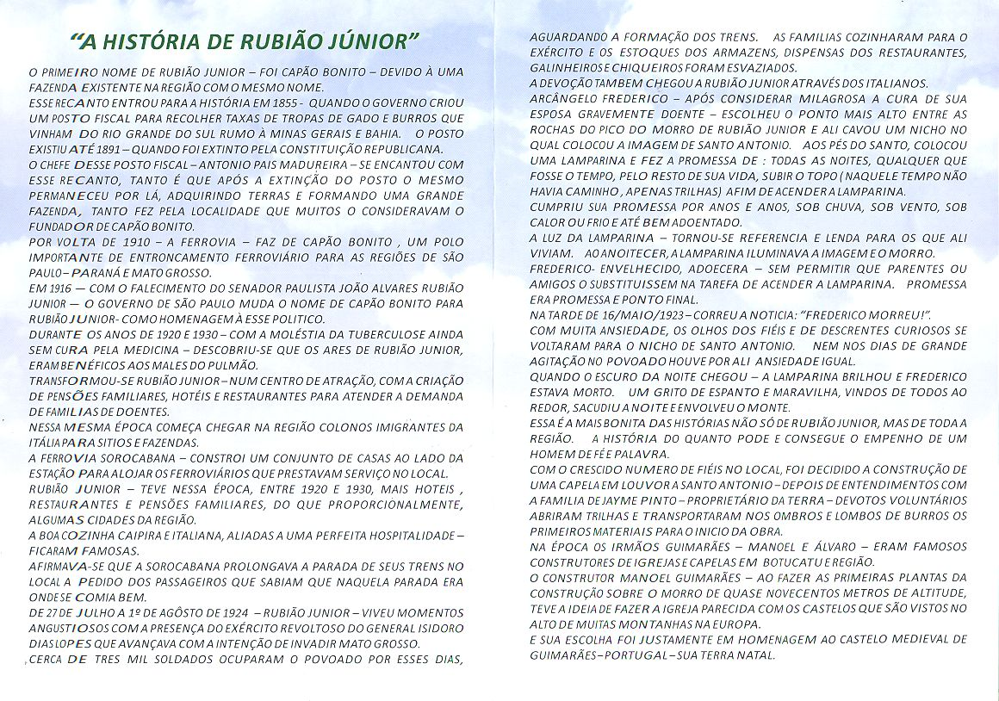 “A HISTÓRIA DE RUBIÃO JÚNIOR”
O PRIMEIRO NOME DE RUBIÃO JUNIOR – FOI CAPÃO BONITO – DEVIDO À UMA
FAZENDA EXISTENTE NA REGIÃO COM O MESMO NOME.
ESSE RECANTO ENTROU PARA A HISTÓRIA EM 1855 - QUANDO O GOVERNO CRIOU
UM POSTO FISCAL PARA RECOLHER TAXAS DE TROPAS DE GADO E BURROS QUE
VINHAM DO RIO GRANDE DO SUL RUMO À MINAS GERAIS E BAHIA. O POSTO
EXISTIU ATÉ 1891 – QUANDO FOI EXTINTO PELA CONSTITUIÇÃO REPUBLICANA.
O CHEFE DESSE POSTO FISCAL – ANTONIO PAIS MADUREIRA – SE ENCANTOU COM
ESSE RECANTO, TANTO É QUE APÓS A EXTINÇÃO DO POSTO O MESMO
PERMANECEU POR LÁ, ADQUIRINDO TERRAS E FORMANDO UMA GRANDE
FAZENDA, TANTO FEZ PELA LOCALIDADE QUE MUITOS O CONSIDERAVAM O
FUNDADOR DE CAPÃO BONITO.
POR VOLTA DE 1910 – A FERROVIA – FAZ DE CAPÃO BONITO , UM POLO
IMPORTANTE DE ENTRONCAMENTO FERROVIÁRIO PARA AS REGIÕES DE SÃO
PAULO – PARANÁ E MATO GROSSO.
EM 1916 — COM O FALECIMENTO DO SENADOR PAULISTA JOÃO ALVARES RUBIÃO
JUNIOR — O GOVERNO DE SÃO PAULO MUDA O NOME DE CAPÃO BONITO PARA
RUBIÃO JUNIOR- COMO HOMENAGEM À ESSE POLITICO.
DURANTE OS ANOS DE 1920 E 1930 – COM A MOLÉSTIA DA TUBERCULOSE AINDA
SEM CURA PELA MEDICINA – DESCOBRIU-SE QUE OS ARES DE RUBIÃO JUNIOR,
ERAM BENÉFICOS AOS MALES DO PULMÃO.
TRANSFORMOU-SE RUBIÃO JUNIOR – NUM CENTRO DE ATRAÇÃO, COM A CRIAÇÃO
DE PENSÕES FAMILIARES, HOTÉIS E RESTAURANTES PARA ATENDER A DEMANDA
DE FAMILIAS DE DOENTES.
NESSA MESMA ÉPOCA COMEÇA CHEGAR NA REGIÃO COLONOS IMIGRANTES DA
ITÁLIA PARA SITIOS E FAZENDAS.
A FERROVIA SOROCABANA – CONSTROI UM CONJUNTO DE CASAS AO LADO DA
ESTAÇÃO PARA ALOJAR OS FERROVIÁRIOS QUE PRESTAVAM SERVIÇO NO LOCAL.
RUBIÃO JUNIOR – TEVE NESSA ÉPOCA, ENTRE 1920 E 1930, MAIS HOTEIS ,
RESTAURANTES E PENSÕES FAMILIARES, DO QUE PROPORCIONALMENTE,
ALGUMAS CIDADES DA REGIÃO.
A BOA COZINHA CAIPIRA E ITALIANA, ALIADAS A UMA PERFEITA HOSPITALIDADE –
FICARAM FAMOSAS.
AFIRMAVA-SE QUE A SOROCABANA PROLONGAVA A PARADA DE SEUS TRENS NO
LOCAL A PEDIDO DOS PASSAGEIROS QUE SABIAM QUE NAQUELA PARADA ERA
ONDE SE COMIA BEM.
DE 27 DE JULHO A 1º DE AGÔSTO DE 1924 – RUBIÃO JUNIOR – VIVEU MOMENTOS
ANGUSTIOSOS COM A PRESENÇA DO EXÉRCITO REVOLTOSO DO GENERAL ISIDORO
DIAS LOPES QUE AVANÇAVA COM A INTENÇÃO DE INVADIR MATO GROSSO.
CERCA DE TRES MIL SOLDADOS OCUPARAM O POVOADO POR ESSES DIAS,
AGUARDANDO A FORMAÇÃO DOS TRENS. AS FAMILIAS COZINHARAM PARA O
EXÉRCITO E OS ESTOQUES DOS ARMAZENS, DISPENSAS DOS RESTAURANTES,
GALINHEIROS E CHIQUEIROS FORAM ESVAZIADOS.
A DEVOÇÃO TAMBEM CHEGOU A RUBIÃO JUNIOR ATRAVÉS DOS ITALIANOS.
ARCÂNGELO FREDERICO – APÓS CONSIDERAR MILAGROSA A CURA DE SUA
ESPOSA GRAVEMENTE DOENTE – ESCOLHEU O PONTO MAIS ALTO ENTRE AS
ROCHAS DO PICO DO MORRO DE RUBIÃO JUNIOR E ALI CAVOU UM NICHO NO
QUAL COLOCOU A IMAGEM DE SANTO ANTONIO. AOS PÉS DO SANTO, COLOCOU
UMA LAMPARINA E FEZ A PROMESSA DE : TODAS AS NOITES, QUALQUER QUE
FOSSE O TEMPO, PELO RESTO DE SUA VIDA, SUBIR O TOPO ( NAQUELE TEMPO NÃO
HAVIA CAMINHO , APENAS TRILHAS) AFIM DE ACENDER A LAMPARINA.
CUMPRIU SUA PROMESSA POR ANOS E ANOS, SOB CHUVA, SOB VENTO, SOB
CALOR OU FRIO E ATÉ BEM ADOENTADO.
A LUZ DA LAMPARINA – TORNOU-SE REFERENCIA E LENDA PARA OS QUE ALI
VIVIAM. AO ANOITECER, A LAMPARINA ILUMINAVA A IMAGEM E O MORRO.
FREDERICO- ENVELHECIDO, ADOECERA – SEM PERMITIR QUE PARENTES OU
AMIGOS O SUBSTITUISSEM NA TAREFA DE ACENDER A LAMPARINA. PROMESSA
ERA PROMESSA E PONTO FINAL.
NA TARDE DE 16/MAIO/1923 – CORREU A NOTICIA: “FREDERICO MORREU!”.
COM MUITA ANSIEDADE, OS OLHOS DOS FIÉIS E DE DESCRENTES CURIOSOS SE
VOLTARAM PARA O NICHO DE SANTO ANTONIO. NEM NOS DIAS DE GRANDE
AGITAÇÃO NO POVOADO HOUVE POR ALI ANSIEDADE IGUAL.
QUANDO O ESCURO DA NOITE CHEGOU – A LAMPARINA BRILHOU E FREDERICO
ESTAVA MORTO. UM GRITO DE ESPANTO E MARAVILHA, VINDOS DE TODOS AO
REDOR, SACUDIU A NOITE E ENVOLVEU O MONTE.
ESSA É A MAIS BONITA DAS HISTÓRIAS NÃO SÓ DE RUBIÃO JUNIOR, MAS DE TODA A
REGIÃO. A HISTÓRIA DO QUANTO PODE E CONSEGUE O EMPENHO DE UM
HOMEM DE FÉ E PALAVRA.
COM O CRESCIDO NUMERO DE FIÉIS NO LOCAL, FOI DECIDIDO A CONSTRUÇÃO DE
UMA CAPELA EM LOUVOR A SANTO ANTONIO – DEPOIS DE ENTENDIMENTOS COM
A FAMILIA DE JAYME PINTO – PROPRIETÁRIO DA TERRA – DEVOTOS VOLUNTÁRIOS
ABRIRAM TRILHAS E TRANSPORTARAM NOS OMBROS E LOMBOS DE BURROS OS
PRIMEIROS MATERIAIS PARA O INICIO DA OBRA.
NA ÉPOCA OS IRMÃOS GUIMARÃES – MANOEL E ÁLVARO – ERAM FAMOSOS
CONSTRUTORES DE IGREJAS E CAPELAS EM BOTUCATU E REGIÃO.
O CONSTRUTOR MANOEL GUIMARÃES – AO FAZER AS PRIMEIRAS PLANTAS DA
CONSTRUÇÃO SOBRE O MORRO DE QUASE NOVECENTOS METROS DE ALTITUDE,
TEVE A IDEIA DE FAZER A IGREJA PARECIDA COM OS CASTELOS QUE SÃO VISTOS NO
ALTO DE MUITAS MONTANHAS NA EUROPA.
E SUA ESCOLHA FOI JUSTAMENTE EM HOMENAGEM AO CASTELO MEDIEVAL DE
GUIMARÃES – PORTUGAL – SUA TERRA NATAL.